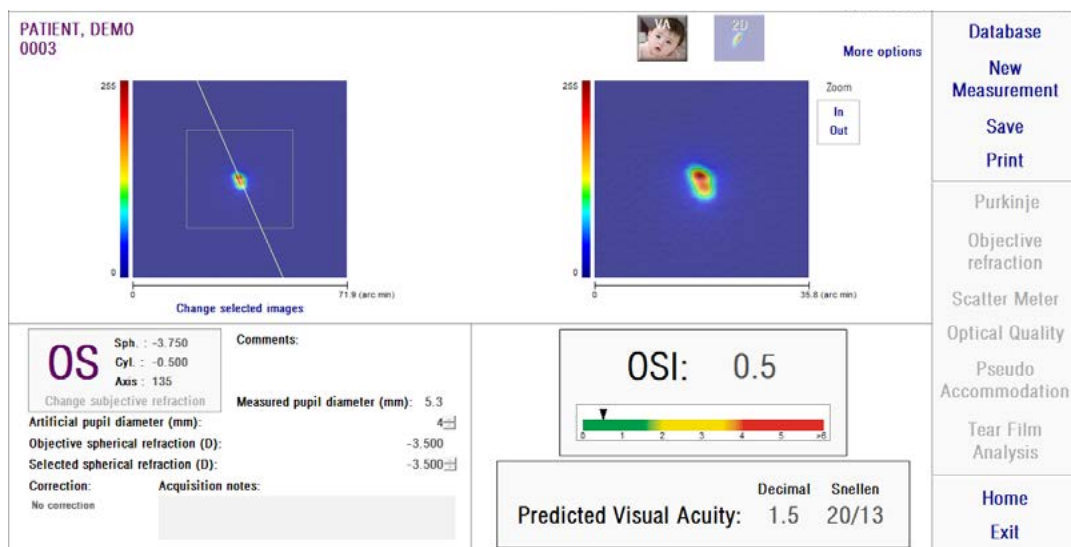 PATIENT, DEMO
0003
VA
2D
More options
255
0
0
71.9 (arc min)
Change selected images
255
0
0
35.8 (arc min)
Zoom
In
Out
OS
Sph. : -3.750
Cyl. : -0.500
Axis : 135
Change subjective refraction
Comments:
Measured pupil diameter (mm): 5.3
Artificial pupil diameter (mm): 4
Objective spherical refraction (D): -3.500
Selected spherical refraction (D): -3.500
Correction: Acquisition notes:
No correction
OSI: 0.5
0 1 2 3 4 5 >6
Decimal Snellen
Predicted Visual Acuity: 1.5 20/13
Database
New
Measurement
Save
Print
Purkinje
Objective
refraction
Scatter Meter
Optical Quality
Pseudo
Accommodation
Tear Film
Analysis
Home
Exit